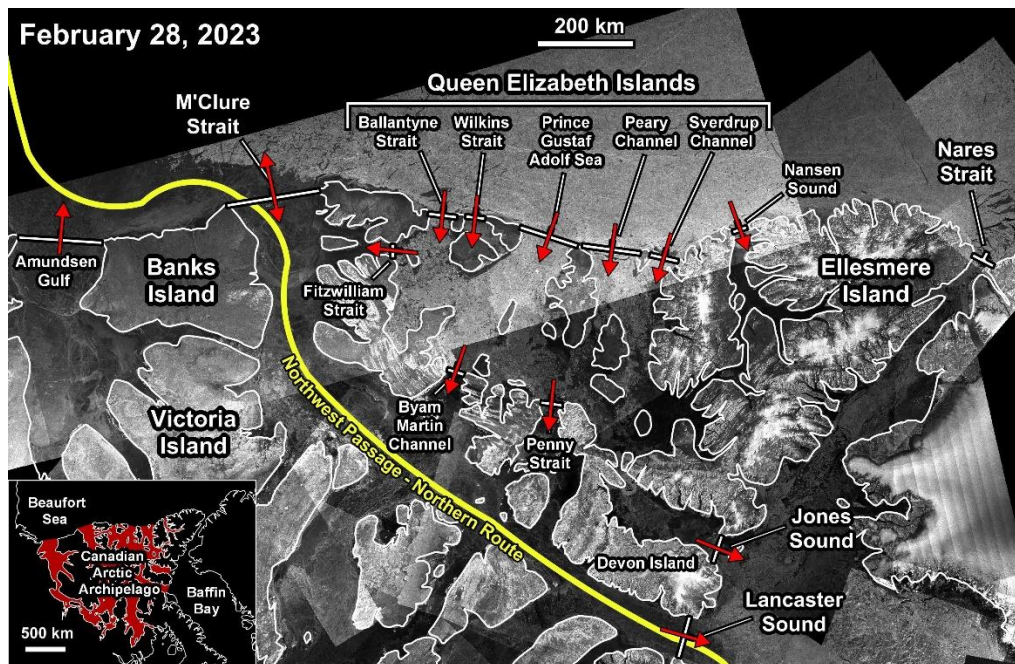 February 28, 2023
200 km
Queen Elizabeth Islands
M'Clure
Strait
Ballantyne
Strait
Wilkins
Strait
Prince
Gustaf
Adolf Sea
Peary
Channel
Sverdrup
Channel
Nansen
Sound
Nares
Strait
Amundsen
Gulf
Banks
Island
Fitzwilliam
Strait
Ellesmere
Island
Victoria
Island
Northwest Passage - Northern Route
Byam
Martin
Channel
Penny
Strait
Jones
Sound
Devon Island
Lancaster
Sound
Beaufort
Sea
Canadian
Arctic
Archipelago
Baffin
Bay
500 km